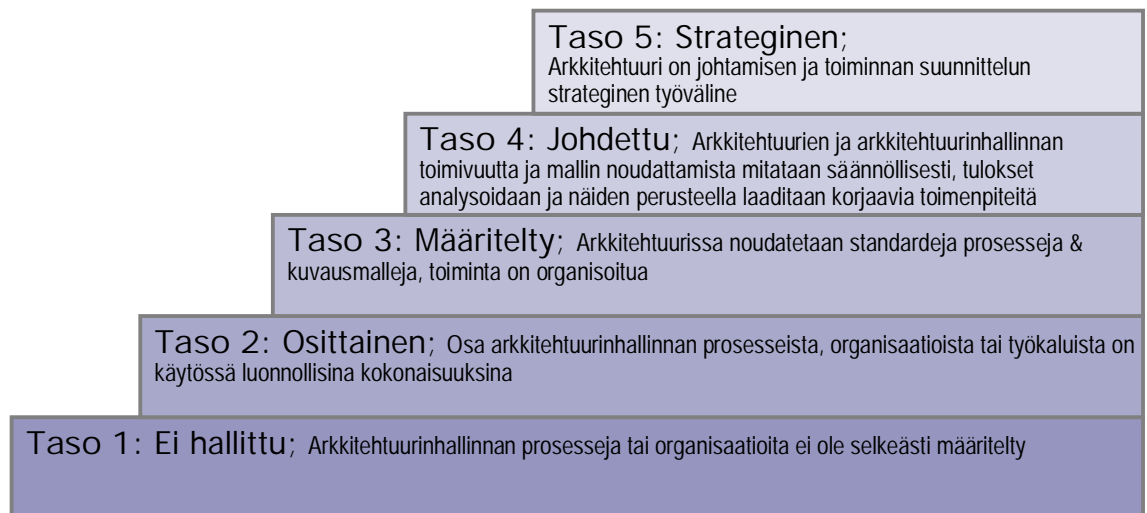 Taso 5: Strateginen;
Arkkitehtuuri on johtamisen ja toiminnan suunnittelun
strateginen työväline
Taso 4: Johdettu; Arkkitehtuurien ja arkkitehtuurinhallinnan
toimivuutta ja mallin noudattamista mitataan säännöllisesti, tulokset
analysoidaan ja näiden perusteella laaditaan korjaavia toimenpiteitä
Taso 3: Määritelty; Arkkitehtuurissa noudatetaan standardeja prosesseja &
kuvausmalleja, toiminta on organisoitua
Taso 2: Osittainen; Osa arkkitehtuurinhallinnan prosesseista, organisaatioista tai työkaluista on
käytössä luonnollisina kokonaisuuksina
Taso 1: Ei hallittu; Arkkitehtuurinhallinnan prosesseja tai organisaatioita ei ole selkeästi määritelty